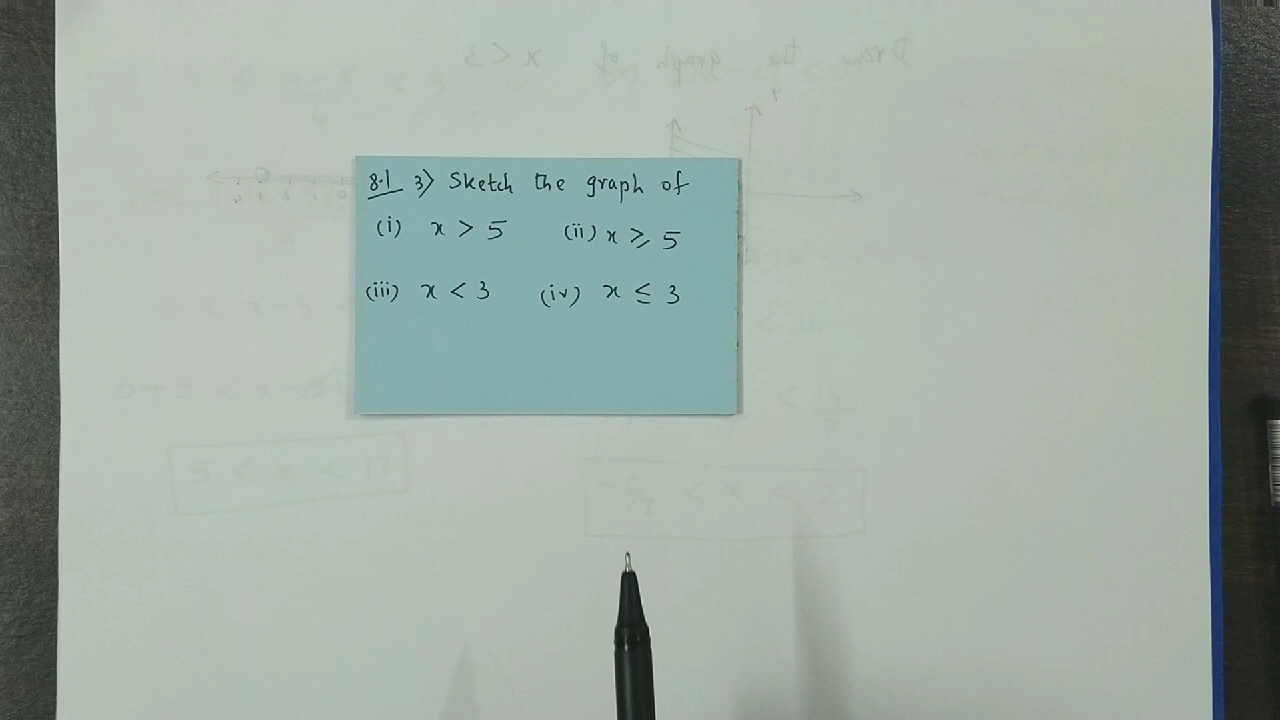 8.1 3) Sketch the graph of
(i) x > 5 (ii) x ⩾ 5
(iii) x < 3 (iv) x ≤ 3